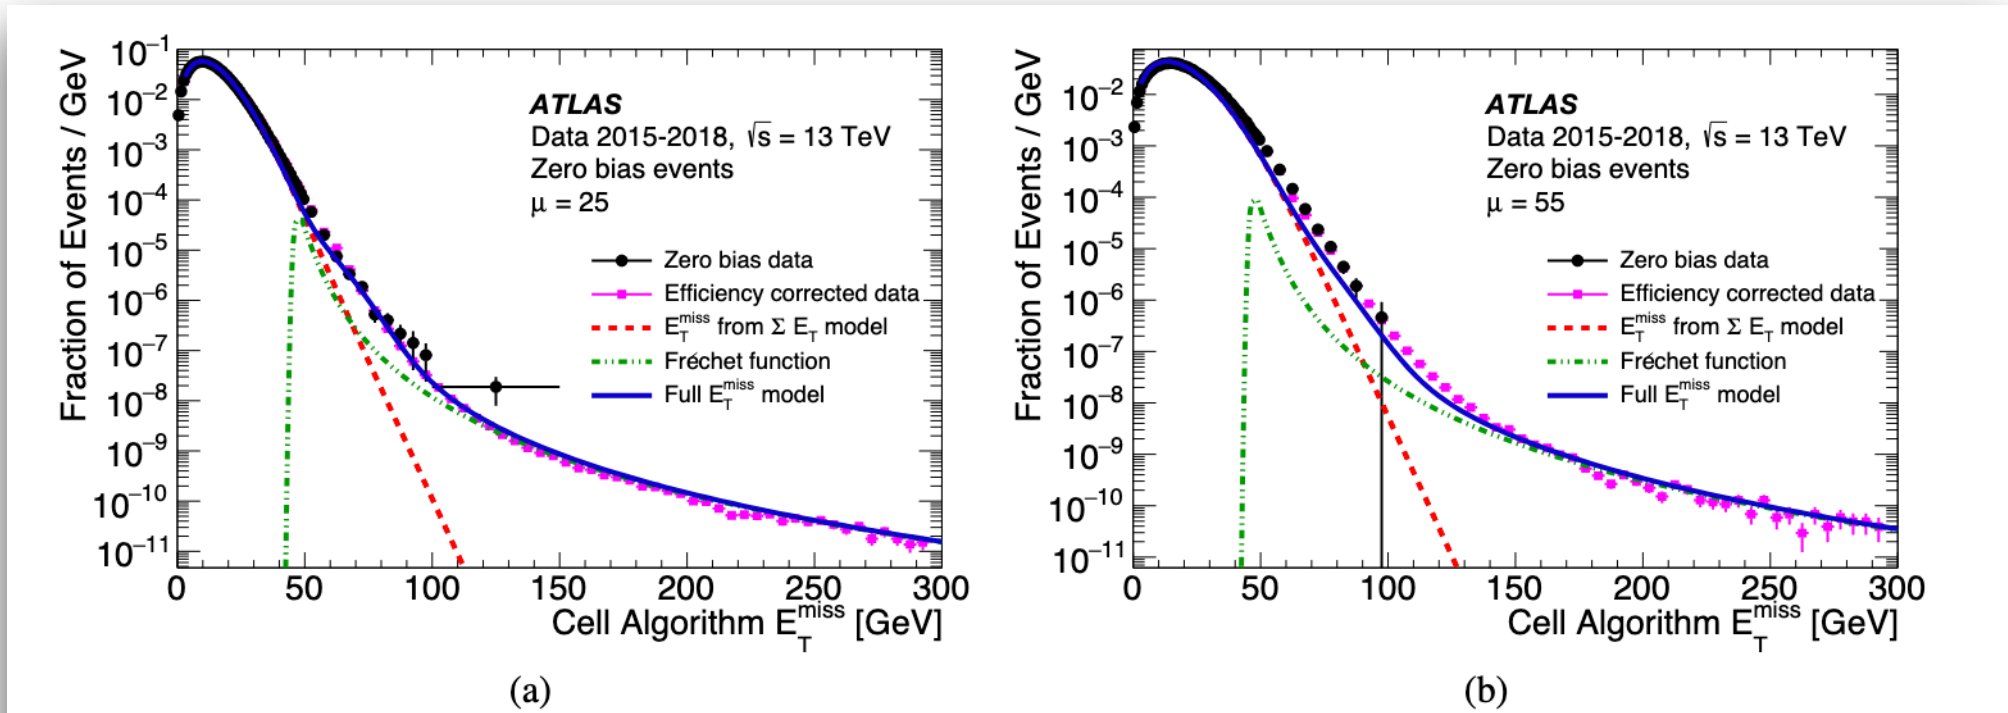 10⁻¹
10⁻²
10⁻³
10⁻⁴
10⁻⁵
10⁻⁶
10⁻⁷
10⁻⁸
10⁻⁹
10⁻¹⁰
10⁻¹¹
Fraction of Events / GeV
ATLAS
Data 2015-2018, √s = 13 TeV
Zero bias events
μ = 25
Zero bias data
Efficiency corrected data
E_T^miss from Σ E_T model
Fréchet function
Full E_T^miss model
0 50 100 150 200 250 300
Cell Algorithm E_T^miss [GeV]
(a)
10⁻²
10⁻³
10⁻⁴
10⁻⁵
10⁻⁶
10⁻⁷
10⁻⁸
10⁻⁹
10⁻¹⁰
10⁻¹¹
Fraction of Events / GeV
ATLAS
Data 2015-2018, √s = 13 TeV
Zero bias events
μ = 55
Zero bias data
Efficiency corrected data
E_T^miss from Σ E_T model
Fréchet function
Full E_T^miss model
0 50 100 150 200 250 300
Cell Algorithm E_T^miss [GeV]
(b)